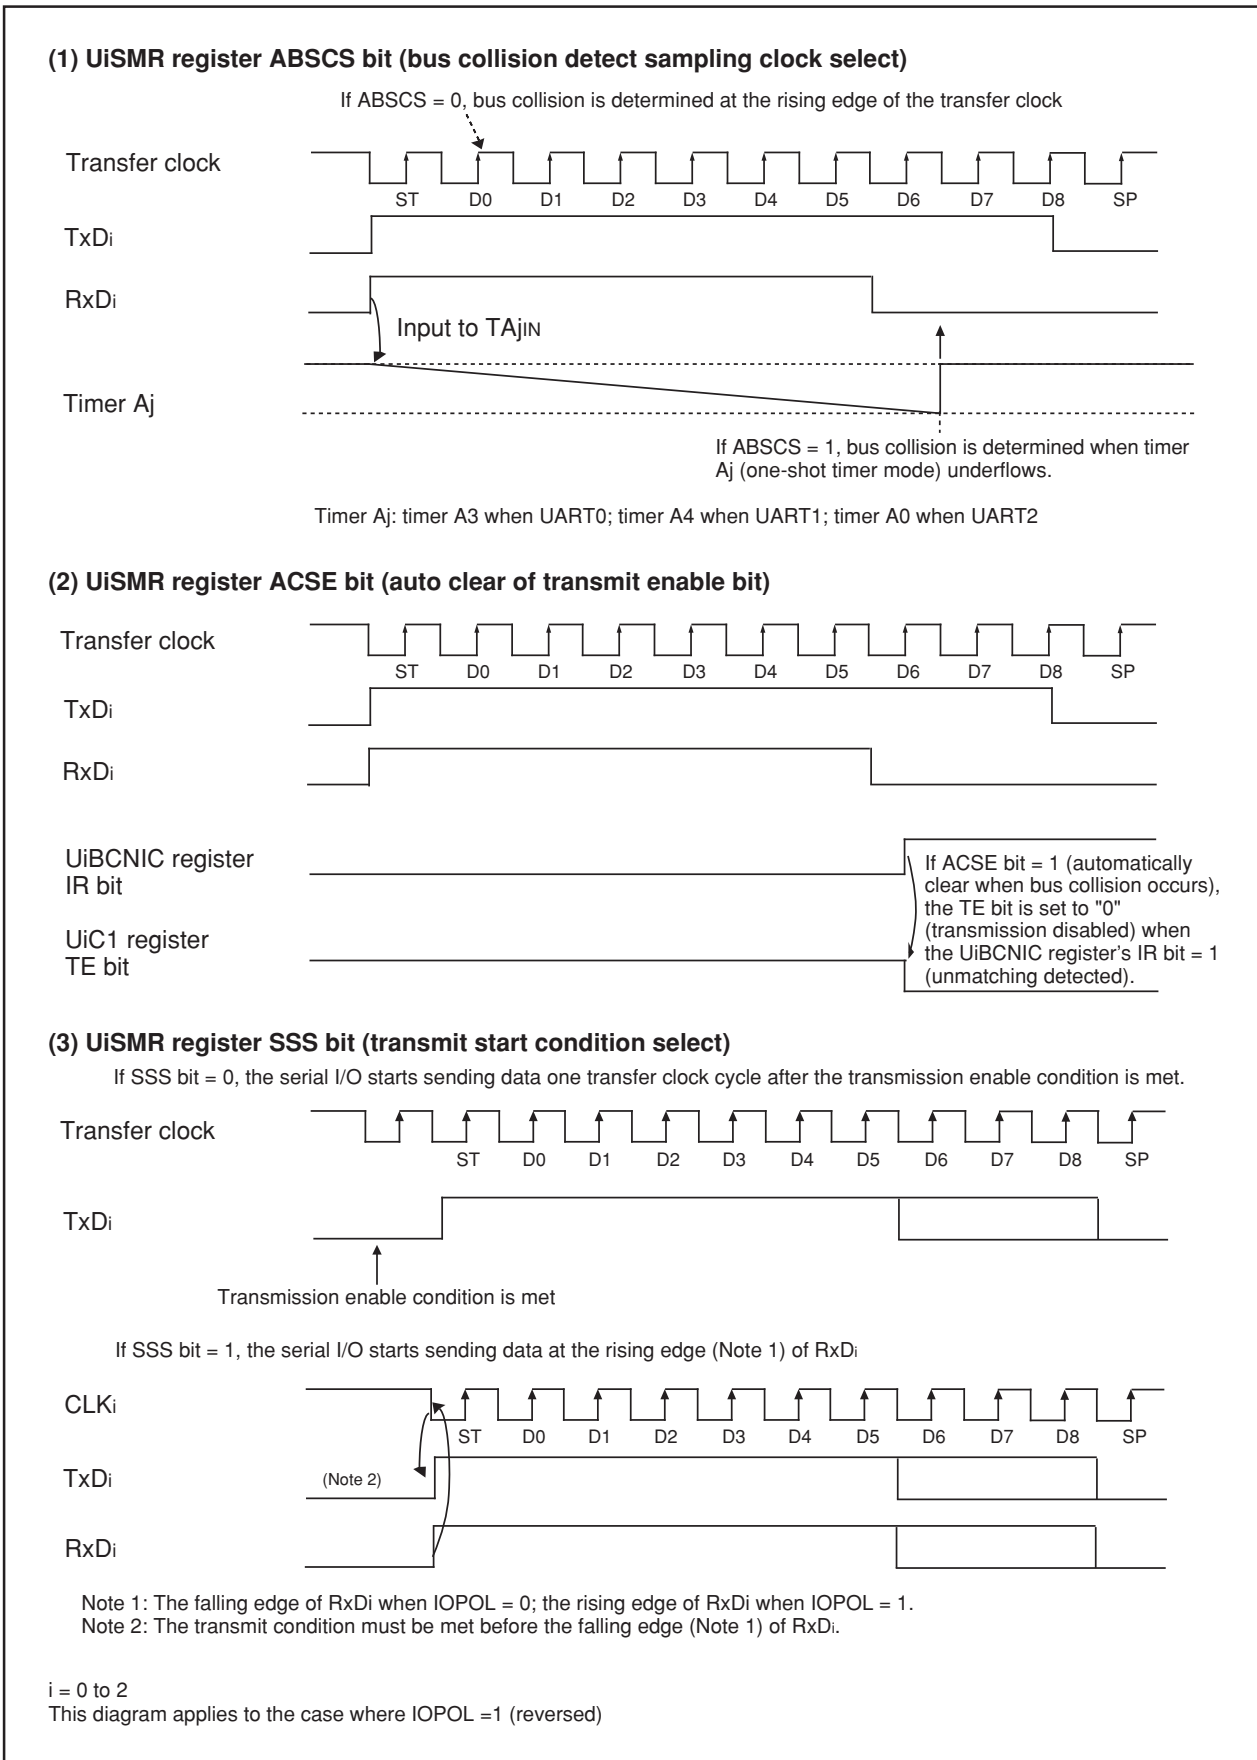 (1) UiSMR register ABSCS bit (bus collision detect sampling clock select)
If ABSCS = 0, bus collision is determined at the rising edge of the transfer clock
Transfer clock
ST D0 D1 D2 D3 D4 D5 D6 D7 D8 SP
TxDi
RxDi
Input to TAjIN
Timer Aj
If ABSCS = 1, bus collision is determined when timer
Aj (one-shot timer mode) underflows.
Timer Aj: timer A3 when UART0; timer A4 when UART1; timer A0 when UART2
(2) UiSMR register ACSE bit (auto clear of transmit enable bit)
Transfer clock
ST D0 D1 D2 D3 D4 D5 D6 D7 D8 SP
TxDi
RxDi
UiBCNIC register
IR bit
If ACSE bit = 1 (automatically
clear when bus collision occurs),
the TE bit is set to "0"
(transmission disabled) when
the UiBCNIC register’s IR bit = 1
(unmatching detected).
UiC1 register
TE bit
(3) UiSMR register SSS bit (transmit start condition select)
If SSS bit = 0, the serial I/O starts sending data one transfer clock cycle after the transmission enable condition is met.
Transfer clock
ST D0 D1 D2 D3 D4 D5 D6 D7 D8 SP
TxDi
Transmission enable condition is met
If SSS bit = 1, the serial I/O starts sending data at the rising edge (Note 1) of RxDi
CLKi
ST D0 D1 D2 D3 D4 D5 D6 D7 D8 SP
TxDi
(Note 2)
RxDi
Note 1: The falling edge of RxDi when IOPOL = 0; the rising edge of RxDi when IOPOL = 1.
Note 2: The transmit condition must be met before the falling edge (Note 1) of RxDi.
i = 0 to 2
This diagram applies to the case where IOPOL =1 (reversed)